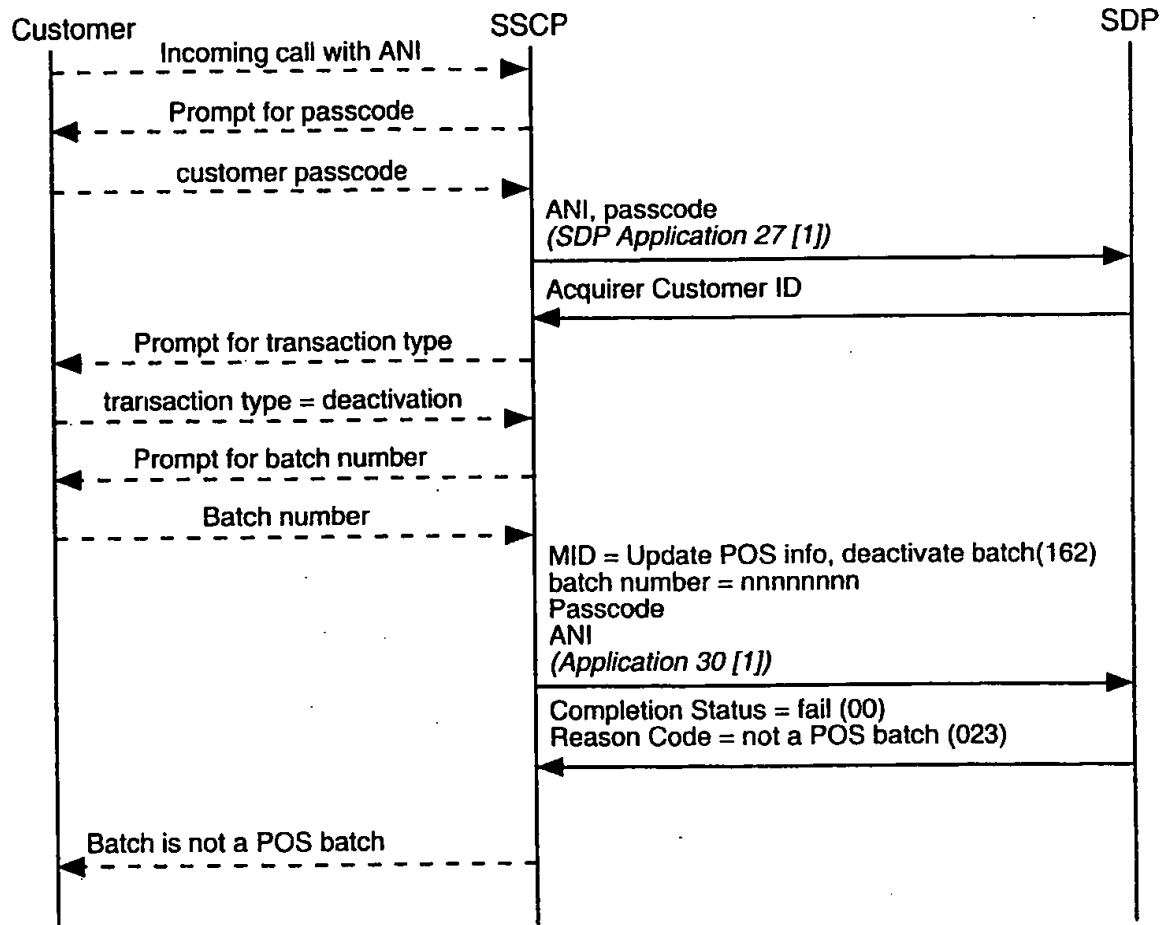 Customer
SSCP
SDP
Incoming call with ANI
Prompt for passcode
customer passcode
ANI, passcode
(SDP Application 27 [1])
Acquirer Customer ID
Prompt for transaction type
transaction type = deactivation
Prompt for batch number
Batch number
MID = Update POS info, deactivate batch(162)
batch number = nnnnnnnn
Passcode
ANI
(Application 30 [1])
Completion Status = fail (00)
Reason Code = not a POS batch (023)
Batch is not a POS batch